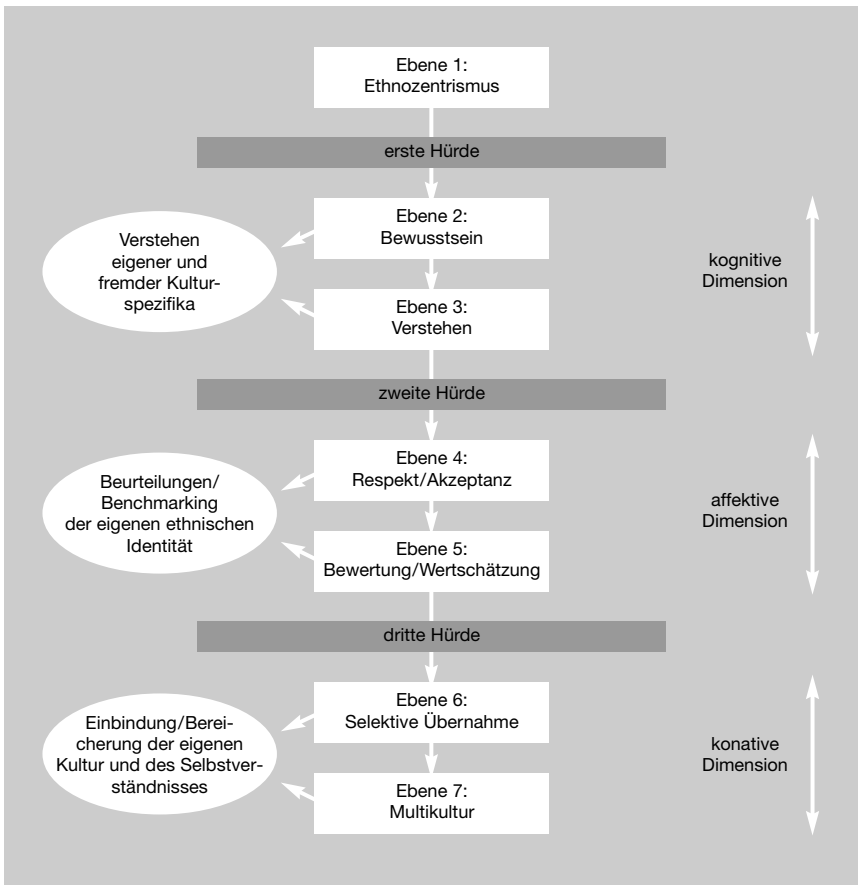 Ebene 1:
Ethnozentrismus
erste Hürde
Ebene 2:
Bewusstsein
Verstehen
eigener und
fremder Kultur-
spezifika
kognitive
Dimension
Ebene 3:
Verstehen
zweite Hürde
Ebene 4:
Respekt/Akzeptanz
Beurteilungen/
Benchmarking
der eigenen ethnischen
Identität
affektive
Dimension
Ebene 5:
Bewertung/Wertschätzung
dritte Hürde
Ebene 6:
Selektive Übernahme
Einbindung/Berei-
cherung der eigenen
Kultur und des Selbstver-
ständnisses
konative
Dimension
Ebene 7:
Multikultur